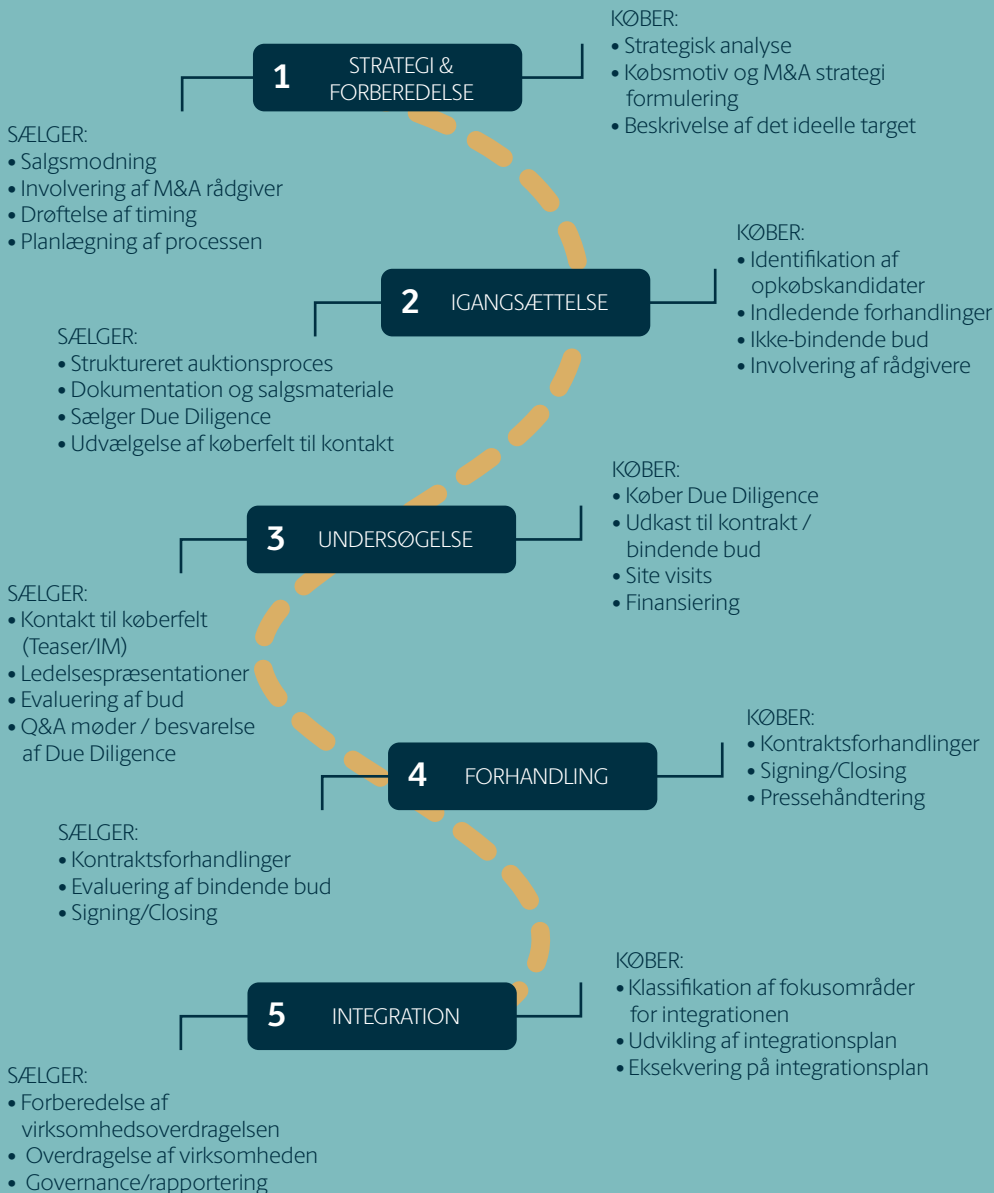 1 STRATEGI &
FORBEREDELSE
KØBER:
• Strategisk analyse
• Købsmotiv og M&A strategi
formulering
• Beskrivelse af det ideelle target
SÆLGER:
• Salgsmodning
• Involvering af M&A rådgiver
• Drøftelse af timing
• Planlægning af processen
2 IGANGSÆTTELSE
KØBER:
• Identifikation af
opkøbskandidater
• Indledende forhandlinger
• Ikke-bindende bud
• Involvering af rådgivere
SÆLGER:
• Struktureret auktionsproces
• Dokumentation og salgsmateriale
• Sælger Due Diligence
• Udvælgelse af køberfelt til kontakt
3 UNDERSØGELSE
KØBER:
• Køber Due Diligence
• Udkast til kontrakt /
bindende bud
• Site visits
• Finansiering
SÆLGER:
• Kontakt til køberfelt
(Teaser/IM)
• Ledelsespræsentationer
• Evaluering af bud
• Q&A møder / besvarelse
af Due Diligence
4 FORHANDLING
KØBER:
• Kontraktsforhandlinger
• Signing/Closing
• Pressehåndtering
SÆLGER:
• Kontraktsforhandlinger
• Evaluering af bindende bud
• Signing/Closing
5 INTEGRATION
KØBER:
• Klassifikation af fokusområder
for integrationen
• Udvikling af integrationsplan
• Eksekvering på integrationsplan
SÆLGER:
• Forberedelse af
virksomhedsoverdragelsen
• Overdragelse af virksomheden
• Governance/rapportering